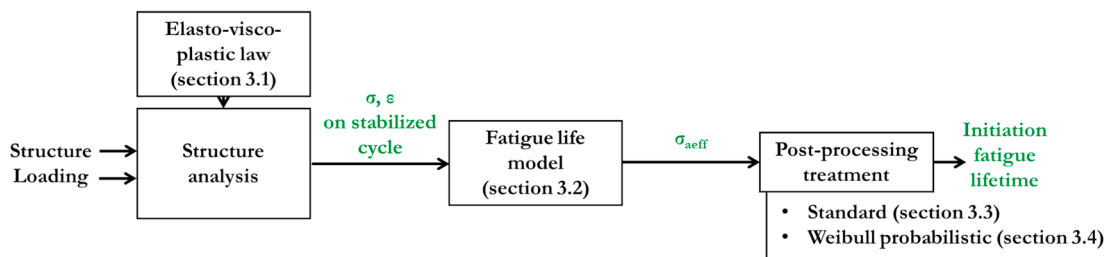 Elasto-visco-
plastic law
(section 3.1)
Structure
Loading
Structure
analysis
σ, ε
on stabilized
cycle
Fatigue life
model
(section 3.2)
σaeff
Post-processing
treatment
Initiation
fatigue
lifetime
• Standard (section 3.3)
• Weibull probabilistic (section 3.4)